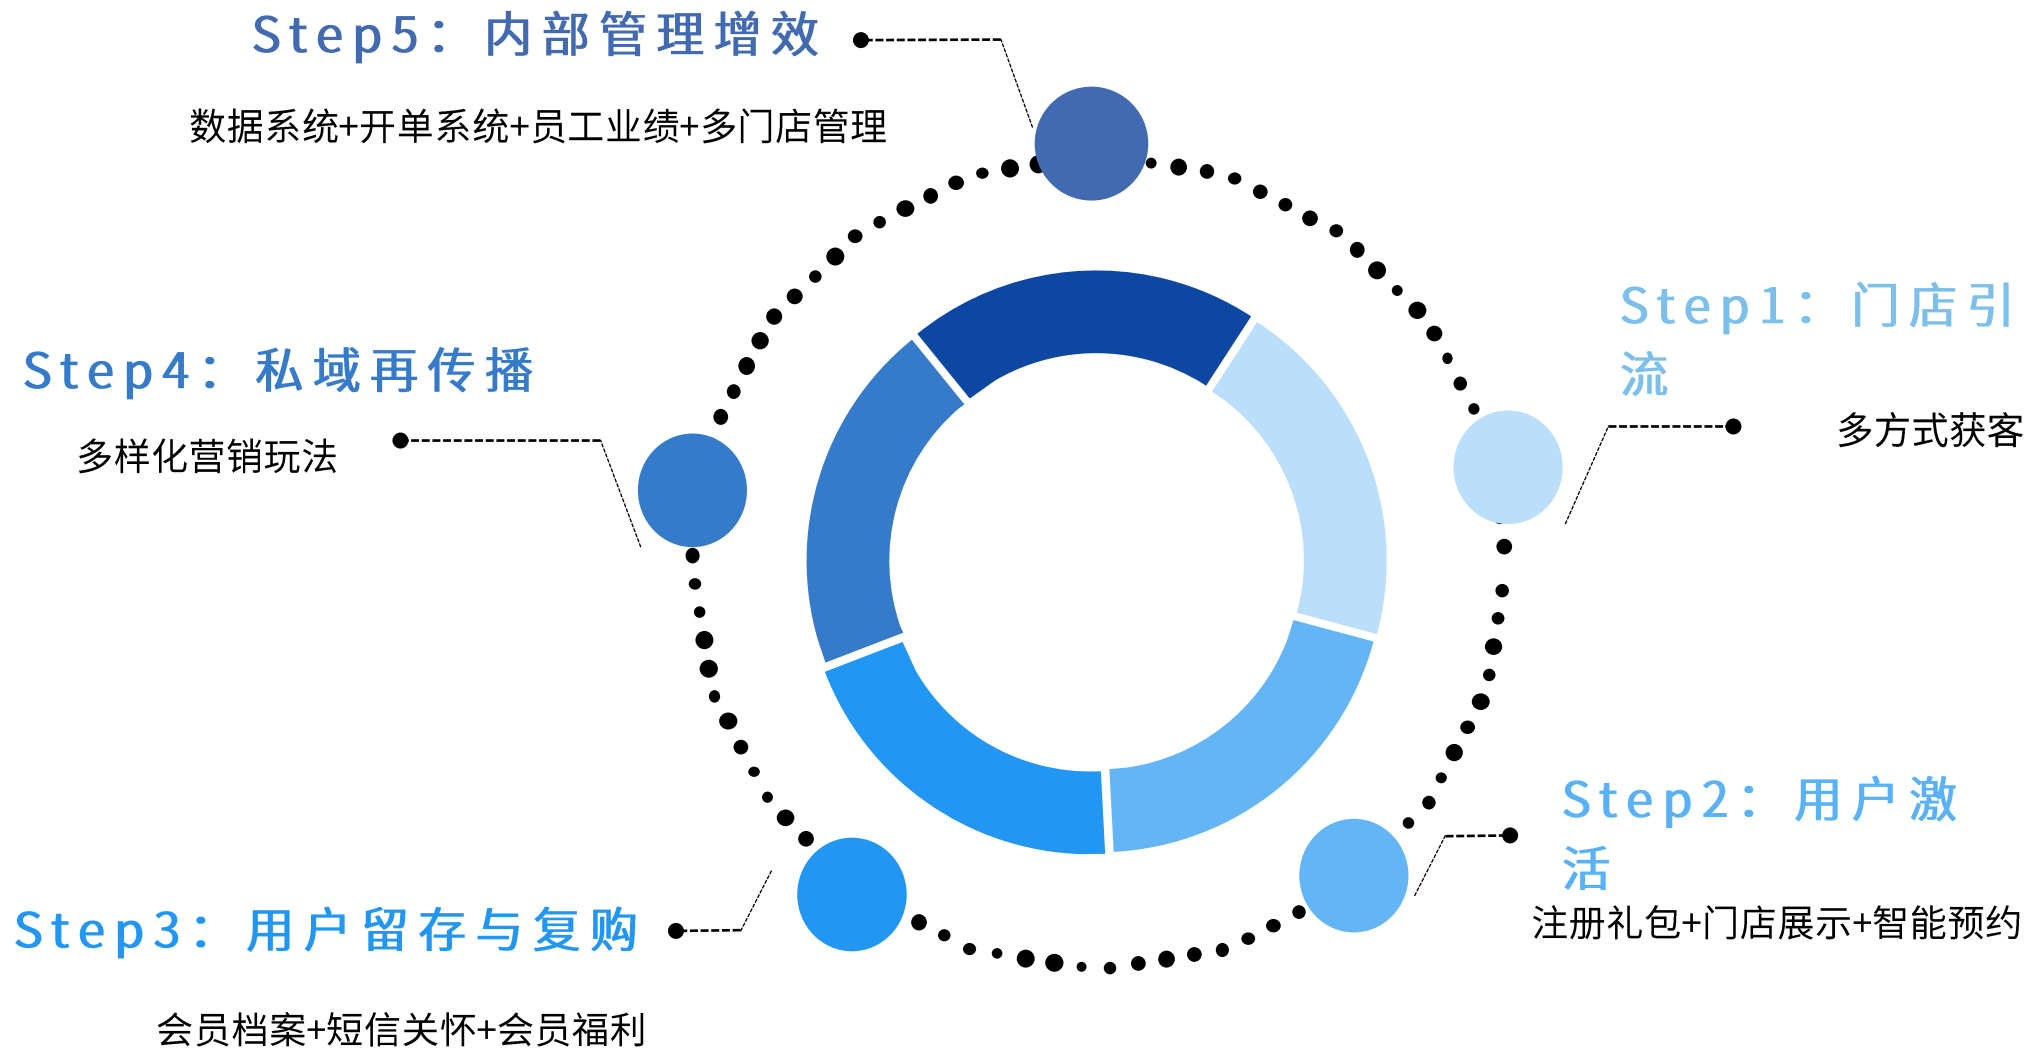 Step5：内部管理增效
数据系统+开单系统+员工业绩+多门店管理
Step1：门店引
流
多方式获客
Step4：私域再传播
多样化营销玩法
Step2：用户激
活
注册礼包+门店展示+智能预约
Step3：用户留存与复购
会员档案+短信关怀+会员福利